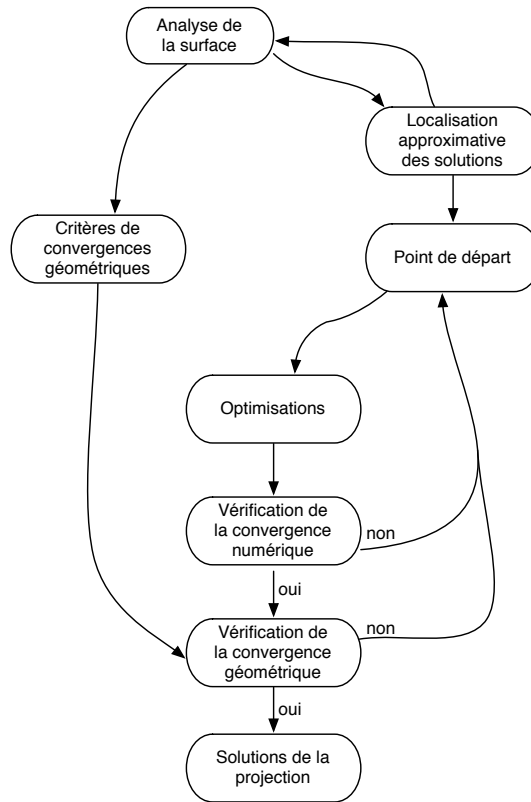 Analyse de
la surface
Localisation
approximative
des solutions
Critères de
convergences
géométriques
Point de départ
Optimisations
Vérification de
la convergence
numérique
non
oui
Vérification de
la convergence
géométrique
non
oui
Solutions de la
projection